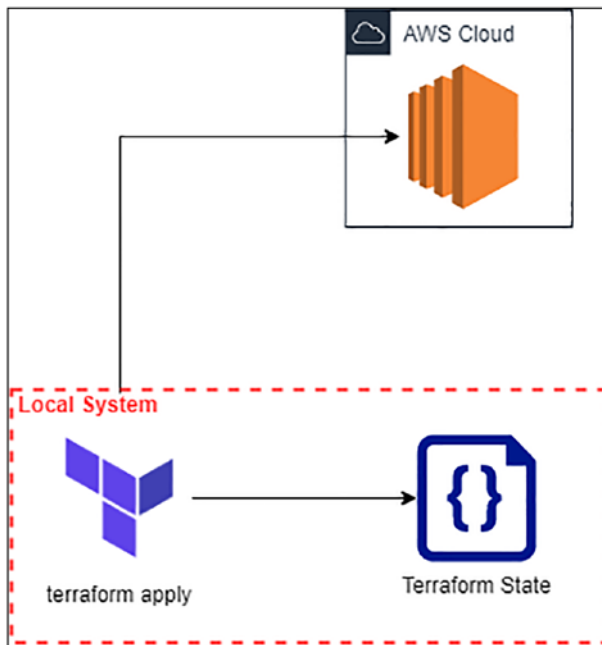 AWS Cloud
Local System
terraform apply
Terraform State